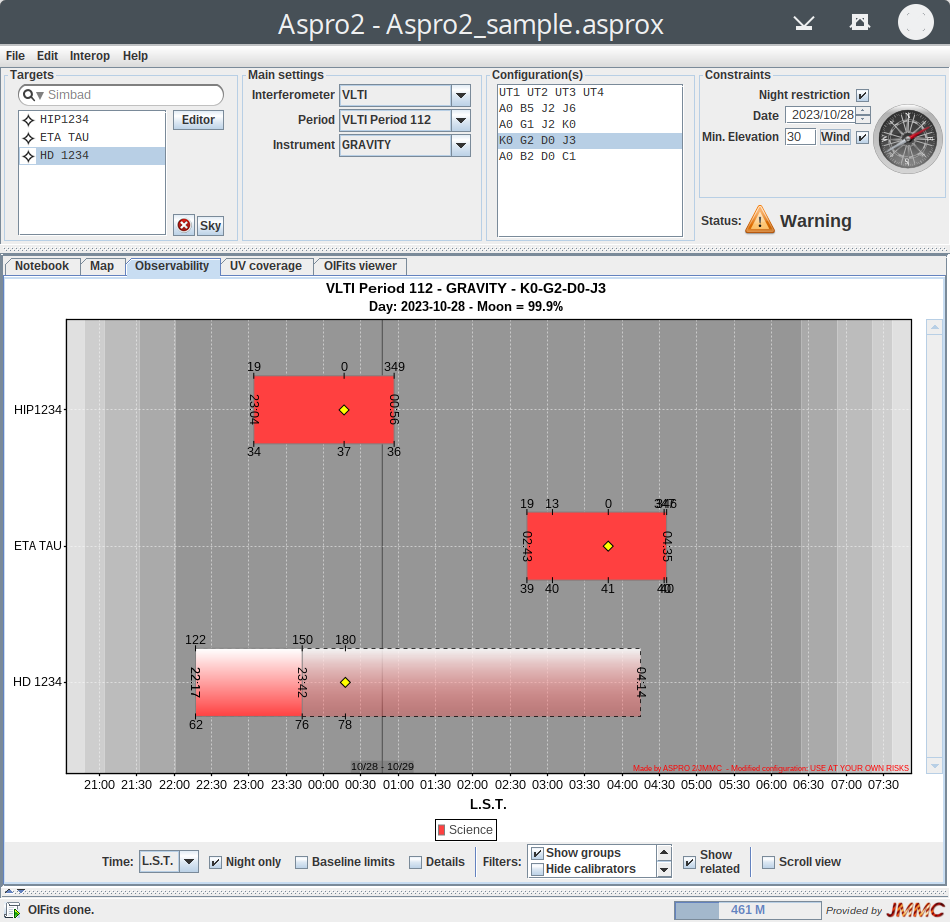 Aspro2 - Aspro2_sample.asprox
File Edit Interop Help
Targets
Simbad
HIP1234
ETA TAU
HD 1234
Editor
Sky
Main settings
Interferometer VLTI
Period VLTI Period 112
Instrument GRAVITY
Configuration(s)
UT1 UT2 UT3 UT4
A0 B5 J2 J6
A0 G1 J2 K0
K0 G2 D0 J3
A0 B2 D0 C1
Constraints
Night restriction
Date 2023/10/28
Min. Elevation 30 Wind
Status: Warning
Notebook Map Observability UV coverage OIFits viewer
VLTI Period 112 - GRAVITY - K0-G2-D0-J3
Day: 2023-10-28 - Moon = 99.9%
19 0 349
HIP1234 23:04 00:56
34 37 36
19 13 0 346
ETA TAU 02:43 04:35
39 40 41 40
122 150 180
HD 1234 22:17 23:42 04:14
62 76 78
10/28 - 10/29
Made by ASPRO 2/JMMC - Modified configuration: USE AT YOUR OWN RISKS
21:00 21:30 22:00 22:30 23:00 23:30 00:00 00:30 01:00 01:30 02:00 02:30 03:00 03:30 04:00 04:30 05:00 05:30 06:00 06:30 07:00 07:30
L.S.T.
Science
Time: L.S.T. Night only Baseline limits Details Filters: Show groups
Hide calibrators
Show related
Scroll view
OIFits done.
461 M
Provided by JMMC